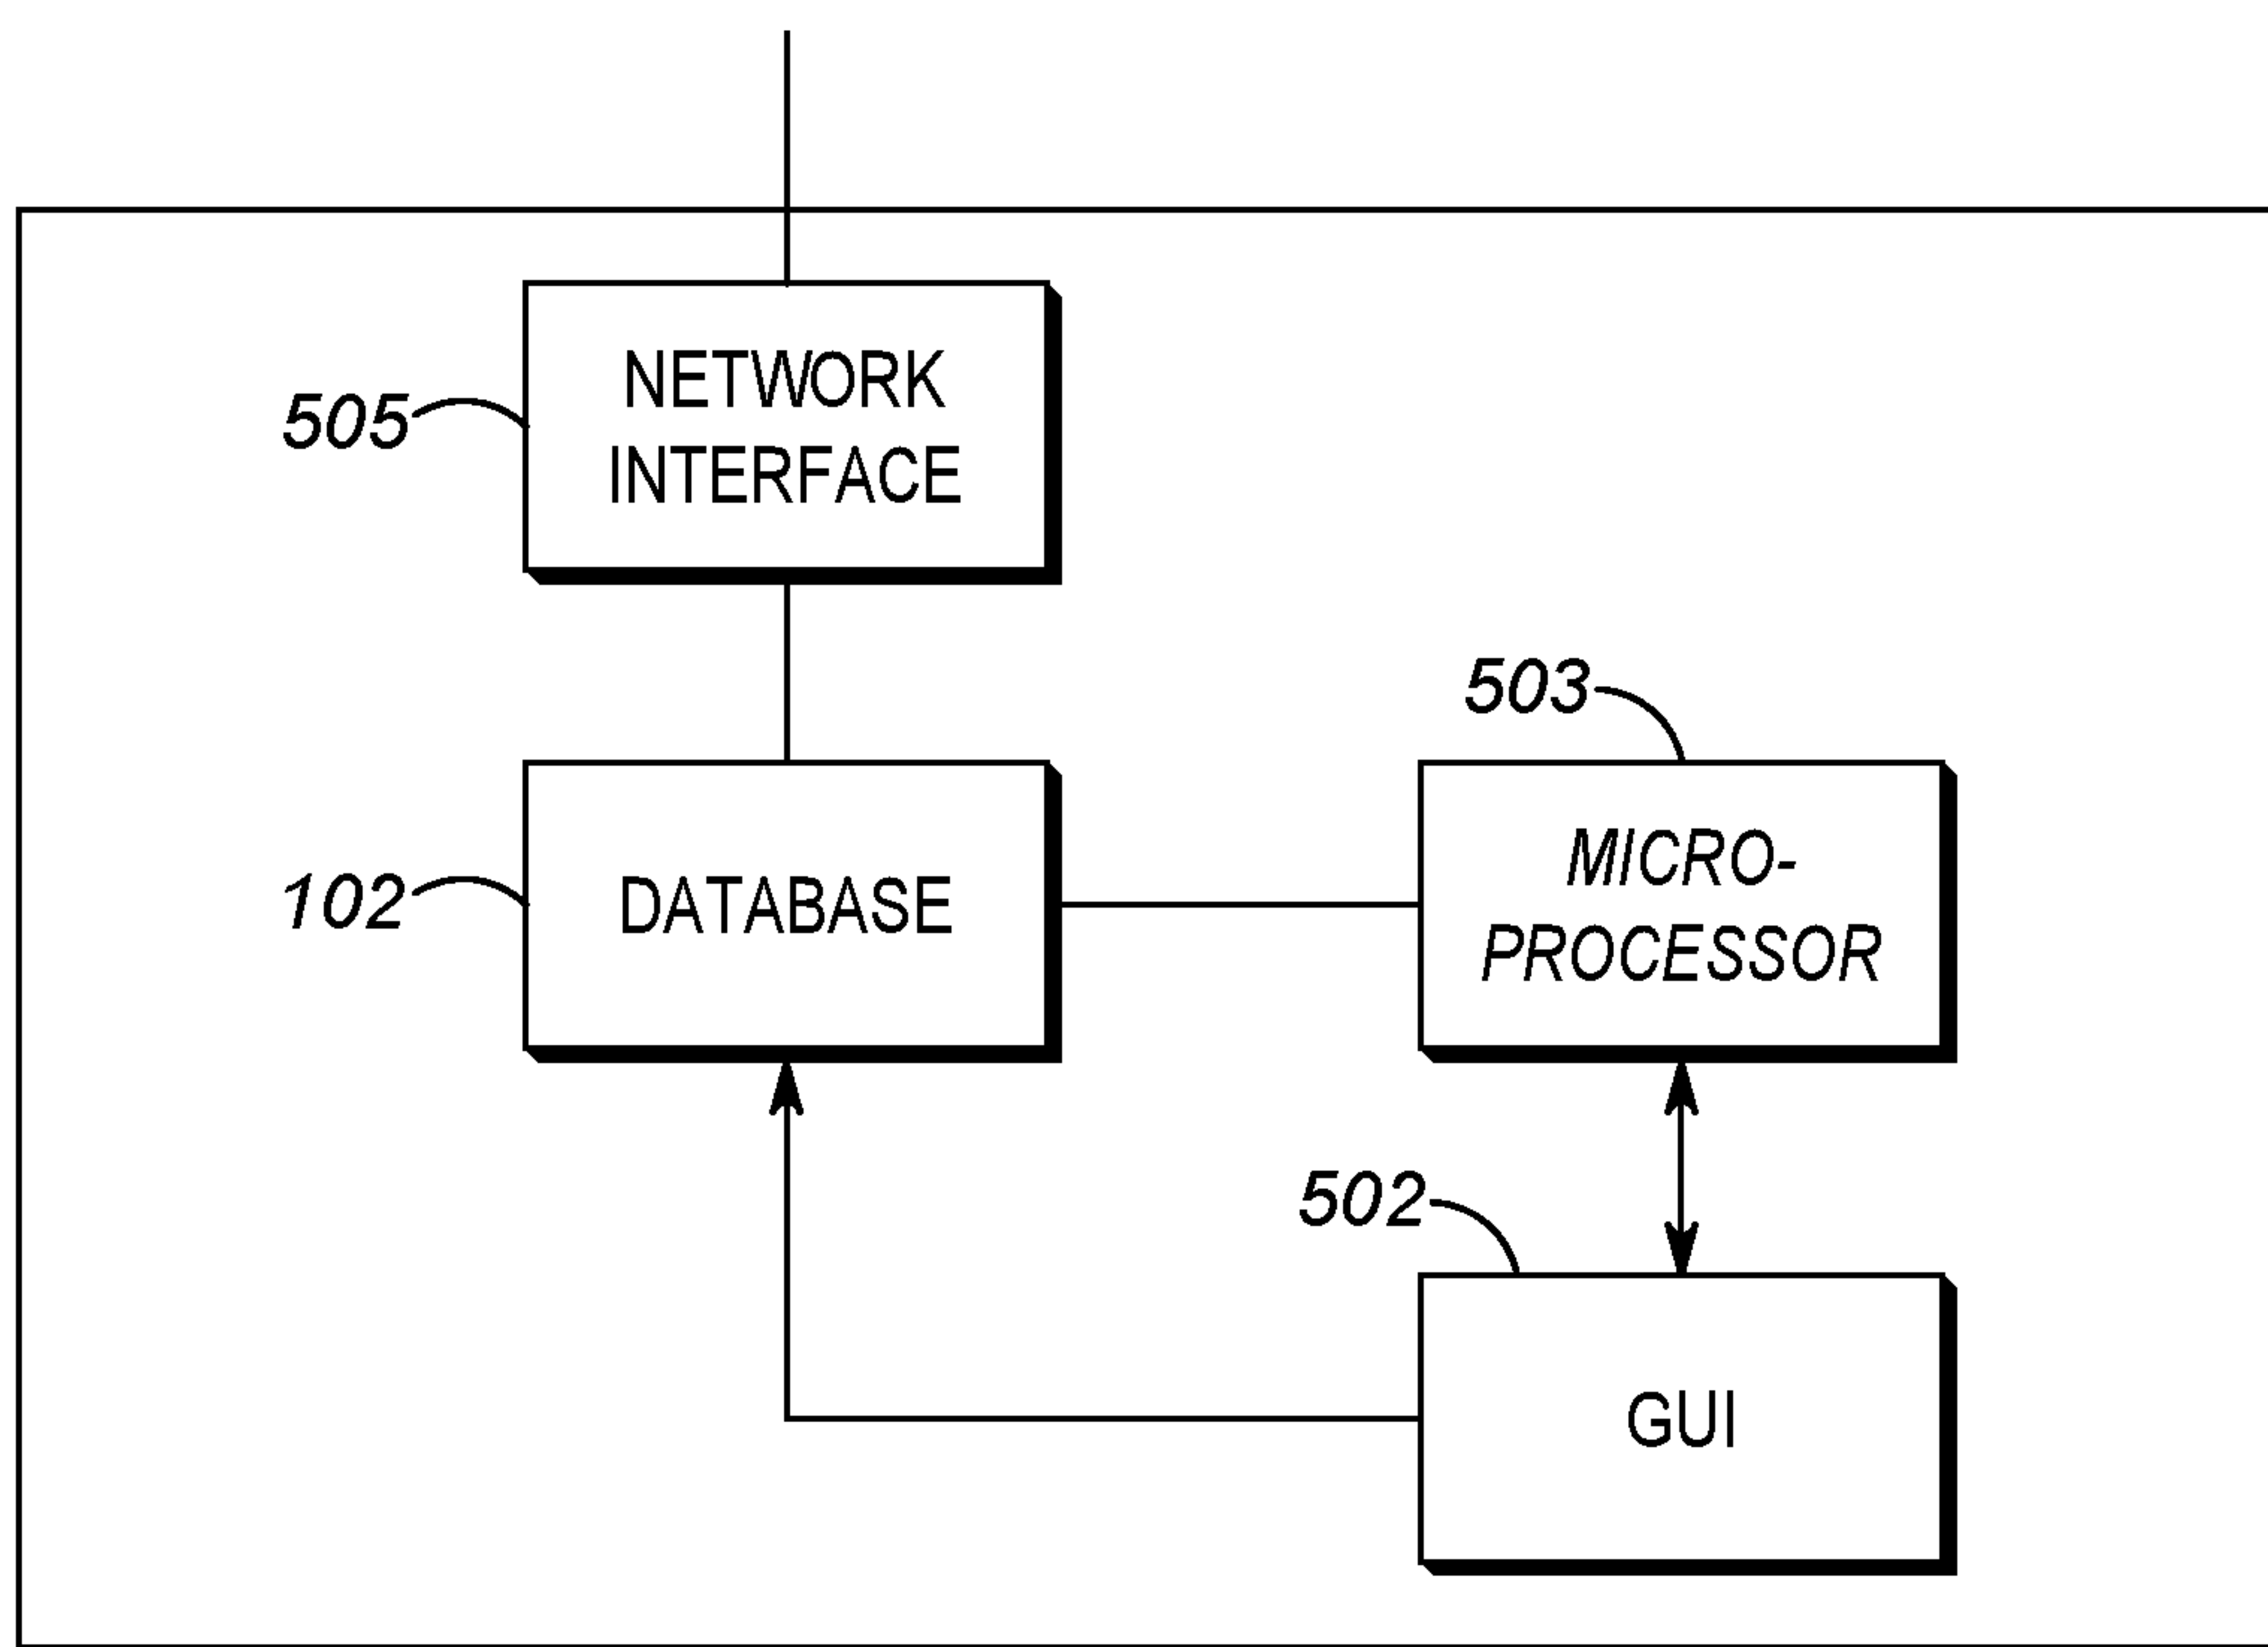 NETWORK
INTERFACE
505
503
MICRO-
PROCESSOR
102
DATABASE
502
GUI